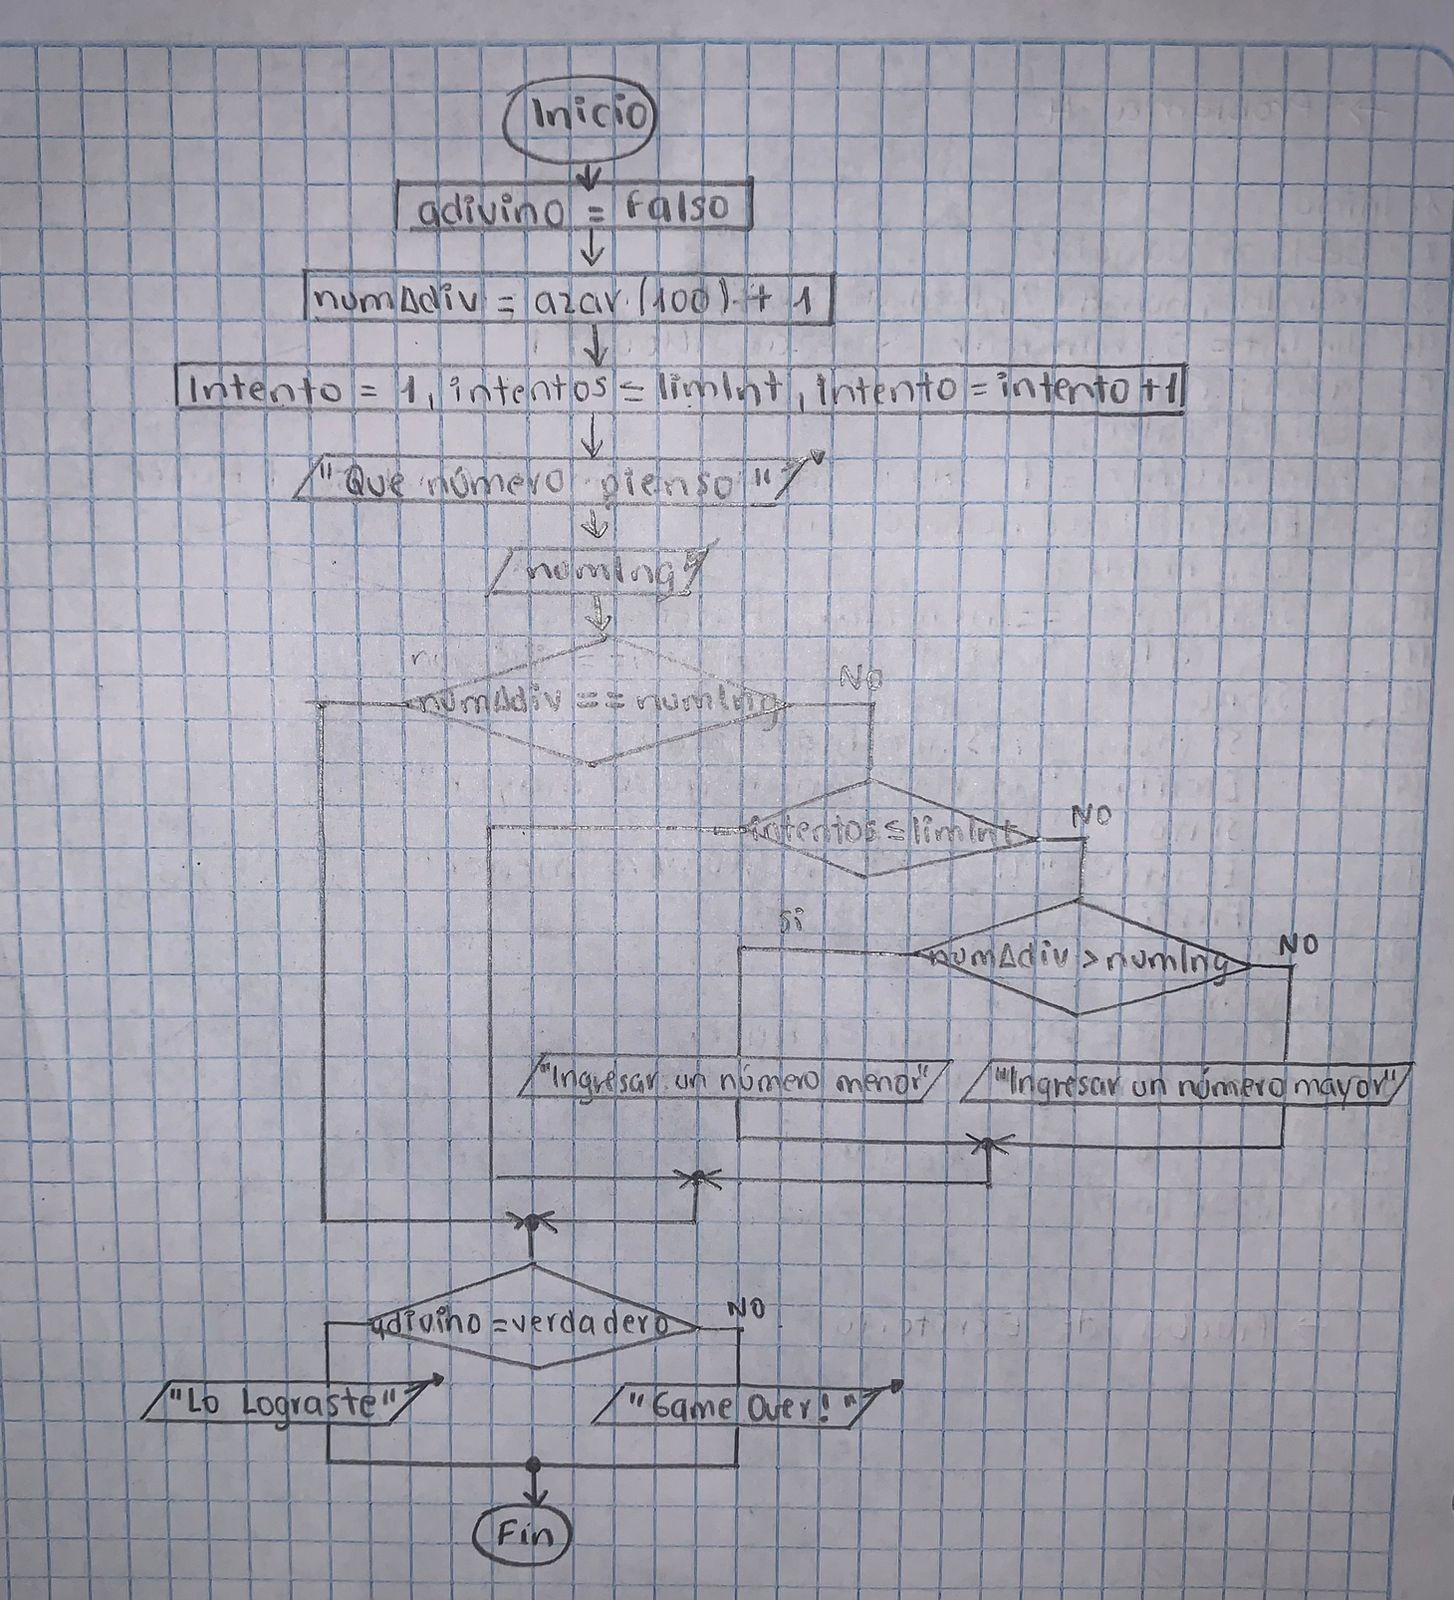 Inicio
adivino = Falso
numAdiv = azar (100) + 1
Intento = 1, intentos ≤ limInt, Intento = intento +1
"Que número pienso"
numIng
numAdiv == numIng
NO
intentos ≤ limInt
NO
Si
numAdiv > numIng
NO
"Ingresar un número menor"
"Ingresar un número mayor"
adivino = verdadero
NO
"Lo Lograste"
"Game Over!"
Fin